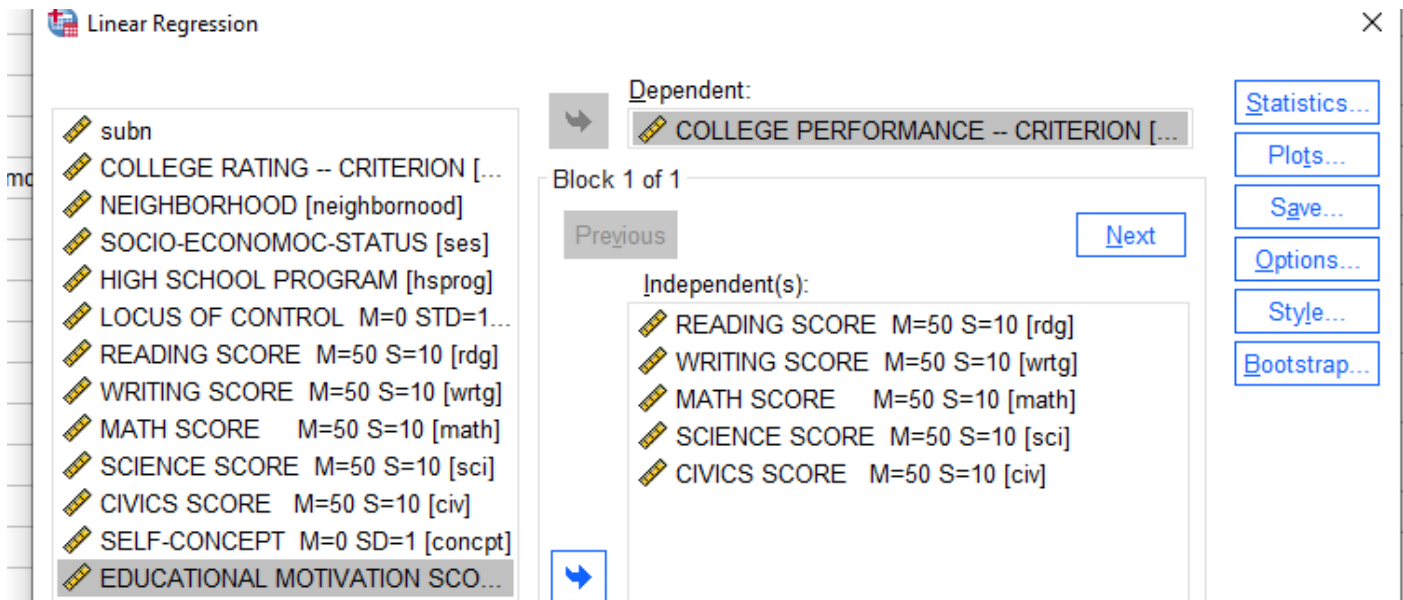 Linear Regression
subn
COLLEGE RATING -- CRITERION [...
NEIGHBORHOOD [neighbornood]
SOCIO-ECONOMOC-STATUS [ses]
HIGH SCHOOL PROGRAM [hsprog]
LOCUS OF CONTROL M=0 STD=1...
READING SCORE M=50 S=10 [rdg]
WRITING SCORE M=50 S=10 [wrtg]
MATH SCORE M=50 S=10 [math]
SCIENCE SCORE M=50 S=10 [sci]
CIVICS SCORE M=50 S=10 [civ]
SELF-CONCEPT M=0 SD=1 [concpt]
EDUCATIONAL MOTIVATION SCO...
Dependent:
COLLEGE PERFORMANCE -- CRITERION [...
Block 1 of 1
Previous
Next
Independent(s):
READING SCORE M=50 S=10 [rdg]
WRITING SCORE M=50 S=10 [wrtg]
MATH SCORE M=50 S=10 [math]
SCIENCE SCORE M=50 S=10 [sci]
CIVICS SCORE M=50 S=10 [civ]
Statistics...
Plots...
Save...
Options...
Style...
Bootstrap...